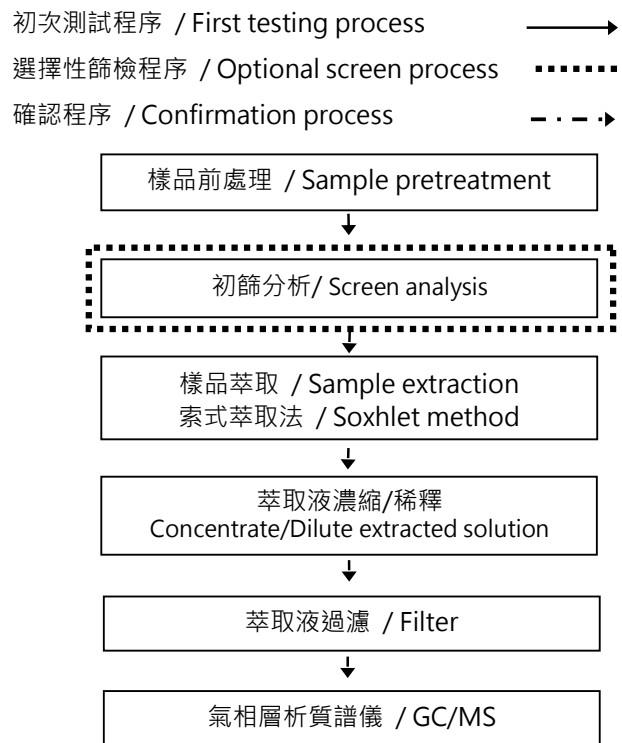 初次測試程序 / First testing process
選擇性篩檢程序 / Optional screen process
確認程序 / Confirmation process
樣品前處理 / Sample pretreatment
初篩分析/ Screen analysis
樣品萃取 / Sample extraction
索式萃取法 / Soxhlet method
萃取液濃縮/稀釋
Concentrate/Dilute extracted solution
萃取液過濾 / Filter
氣相層析質譜儀 / GC/MS